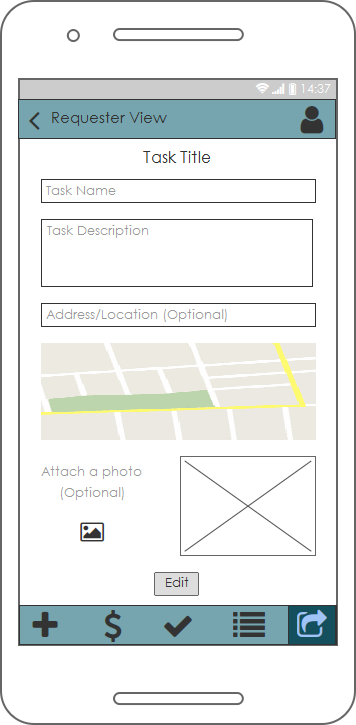 14:37
Requester View
Task Title
Task Name
Task Description
Address/Location (Optional)
Attach a photo
(Optional)
Edit